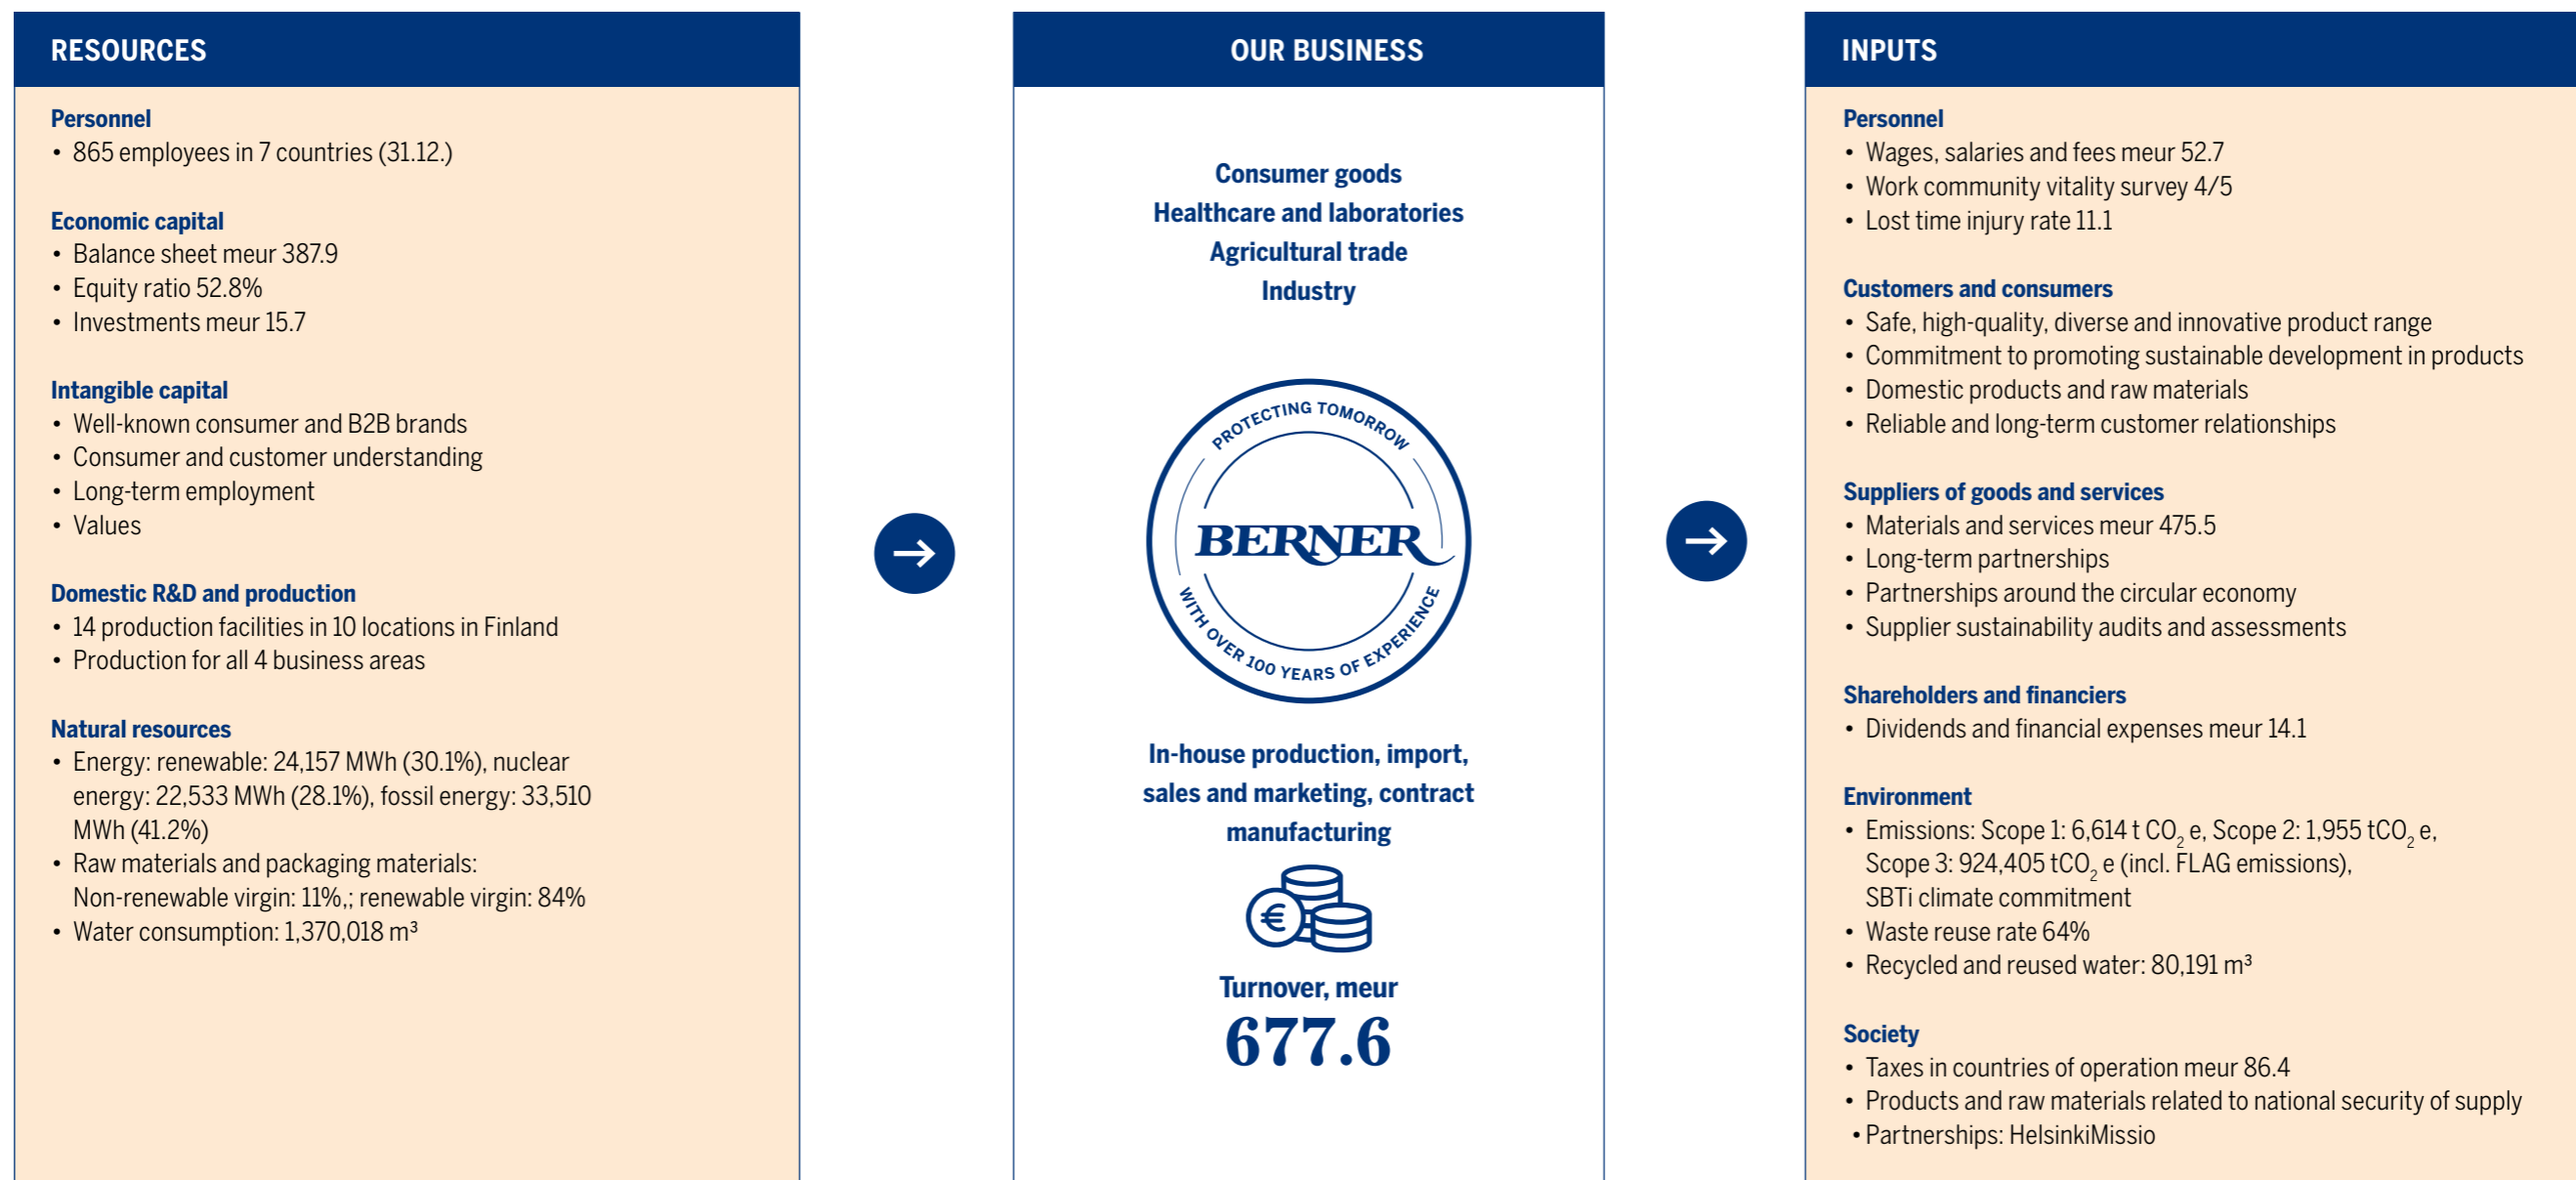 RESOURCES
Personnel
• 865 employees in 7 countries (31.12.)
Economic capital
• Balance sheet meur 387.9
• Equity ratio 52.8%
• Investments meur 15.7
Intangible capital
• Well-known consumer and B2B brands
• Consumer and customer understanding
• Long-term employment
• Values
Domestic R&D and production
• 14 production facilities in 10 locations in Finland
• Production for all 4 business areas
Natural resources
• Energy: renewable: 24,157 MWh (30.1%), nuclear
energy: 22,533 MWh (28.1%), fossil energy: 33,510
MWh (41.2%)
• Raw materials and packaging materials:
Non-renewable virgin: 11%,; renewable virgin: 84%
• Water consumption: 1,370,018 m³
OUR BUSINESS
Consumer goods
Healthcare and laboratories
Agricultural trade
Industry
PROTECTING TOMORROW
BERNER
WITH OVER 100 YEARS OF EXPERIENCE
In-house production, import,
sales and marketing, contract
manufacturing
€
Turnover, meur
677.6
INPUTS
Personnel
• Wages, salaries and fees meur 52.7
• Work community vitality survey 4/5
• Lost time injury rate 11.1
Customers and consumers
• Safe, high-quality, diverse and innovative product range
• Commitment to promoting sustainable development in products
• Domestic products and raw materials
• Reliable and long-term customer relationships
Suppliers of goods and services
• Materials and services meur 475.5
• Long-term partnerships
• Partnerships around the circular economy
• Supplier sustainability audits and assessments
Shareholders and financiers
• Dividends and financial expenses meur 14.1
Environment
• Emissions: Scope 1: 6,614 t CO₂ e, Scope 2: 1,955 tCO₂ e,
Scope 3: 924,405 tCO₂ e (incl. FLAG emissions),
SBTi climate commitment
• Waste reuse rate 64%
• Recycled and reused water: 80,191 m³
Society
• Taxes in countries of operation meur 86.4
• Products and raw materials related to national security of supply
• Partnerships: HelsinkiMissio